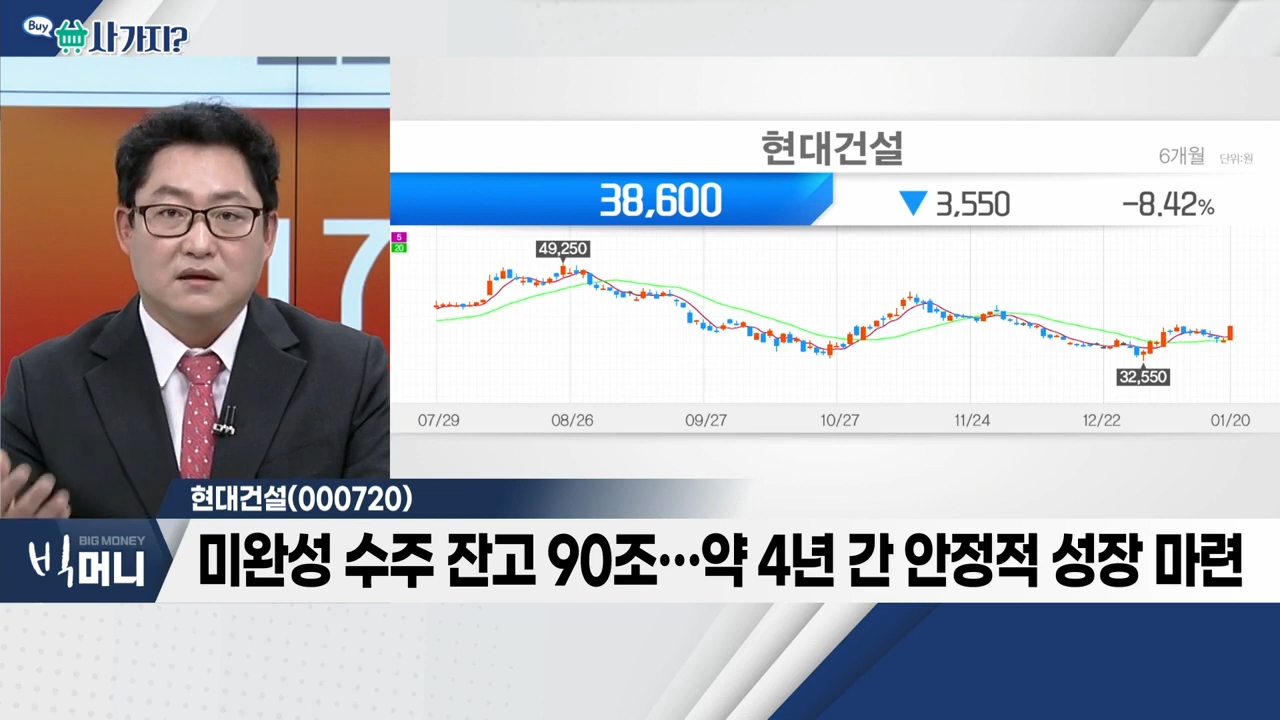 Buy 사가지?
17
현대건설
6개월 단위:원
38,600 ▼ 3,550 -8.42%
5
20
49,250
32,550
07/29 08/26 09/27 10/27 11/24 12/22 01/20
현대건설(000720)
BIG MONEY
빅머니
미완성 수주 잔고 90조…약 4년 간 안정적 성장 마련